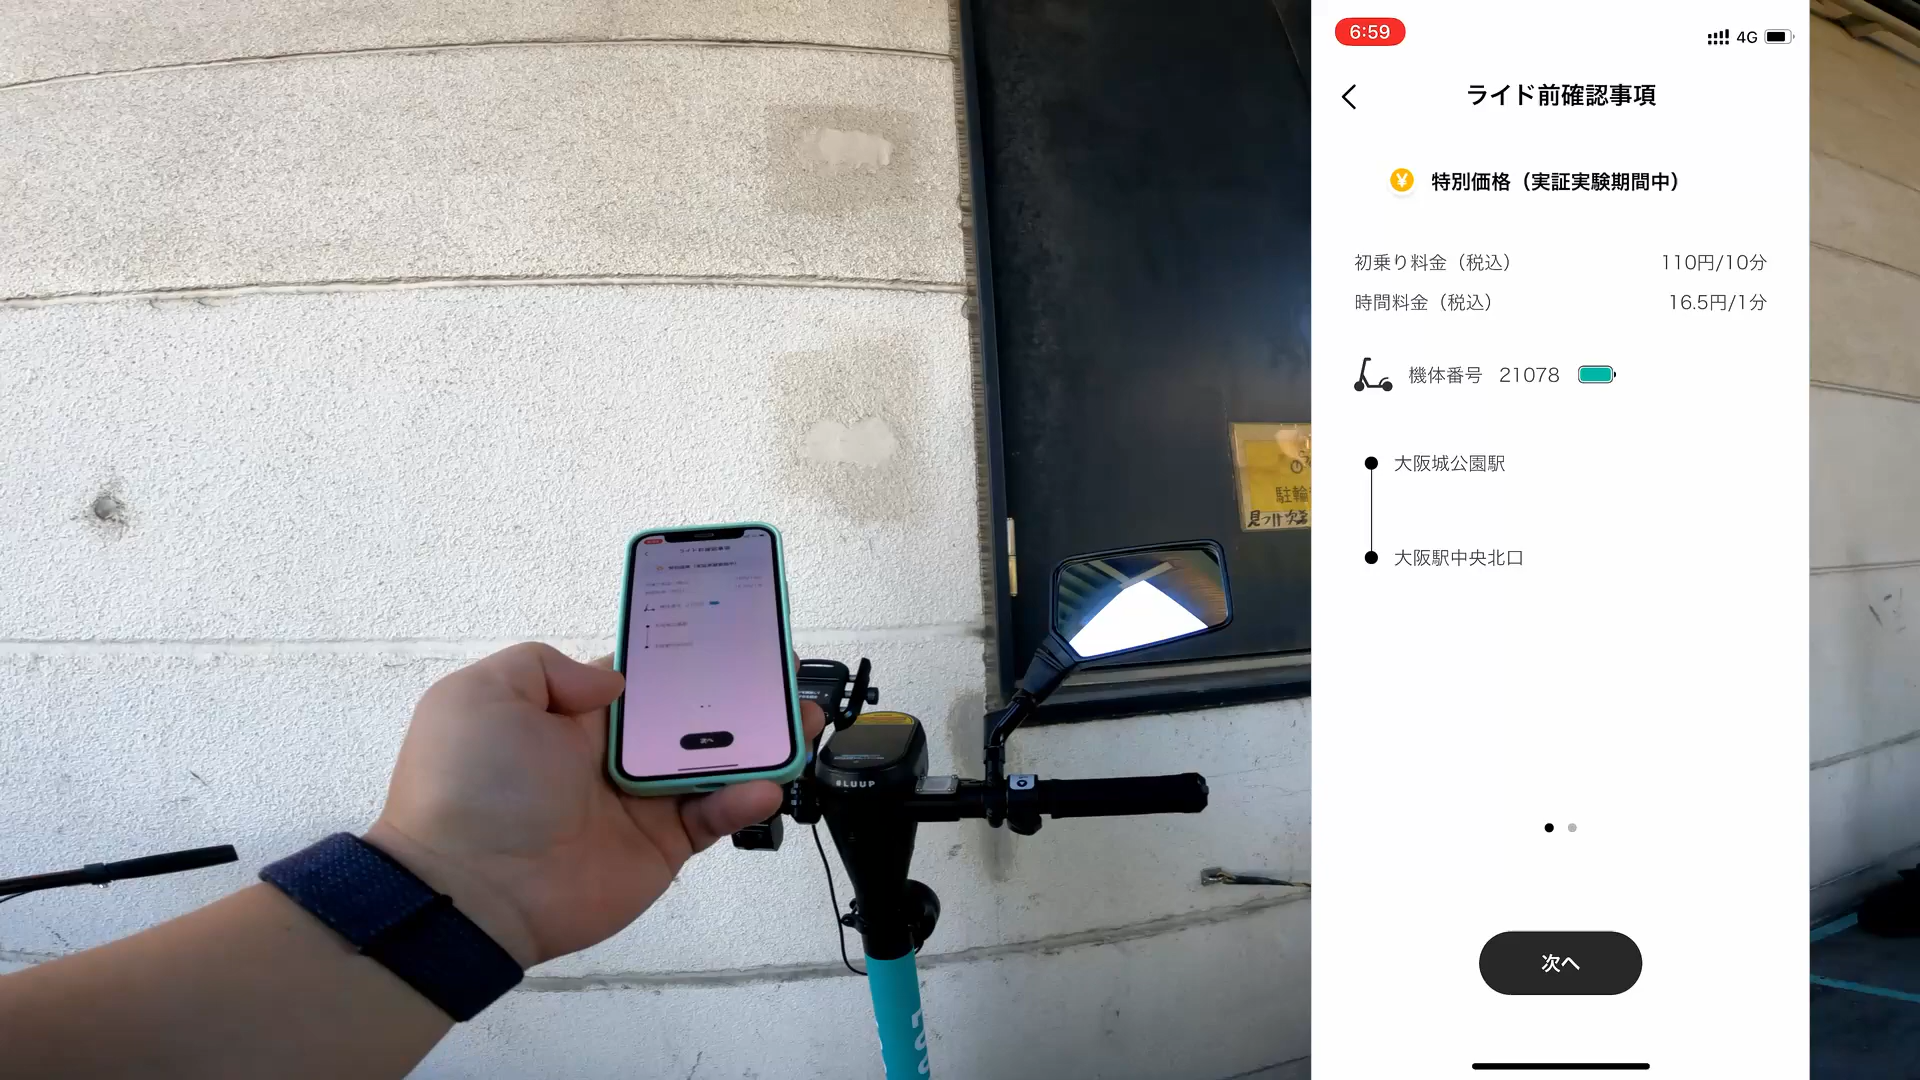 6:59
4G
ライド前確認事項
¥ 特別価格（実証実験期間中）
初乗り料金（税込） 110円/10分
時間料金（税込） 16.5円/1分
機体番号 21078
大阪城公園駅
大阪駅中央北口
次へ
駐輪
LUUP